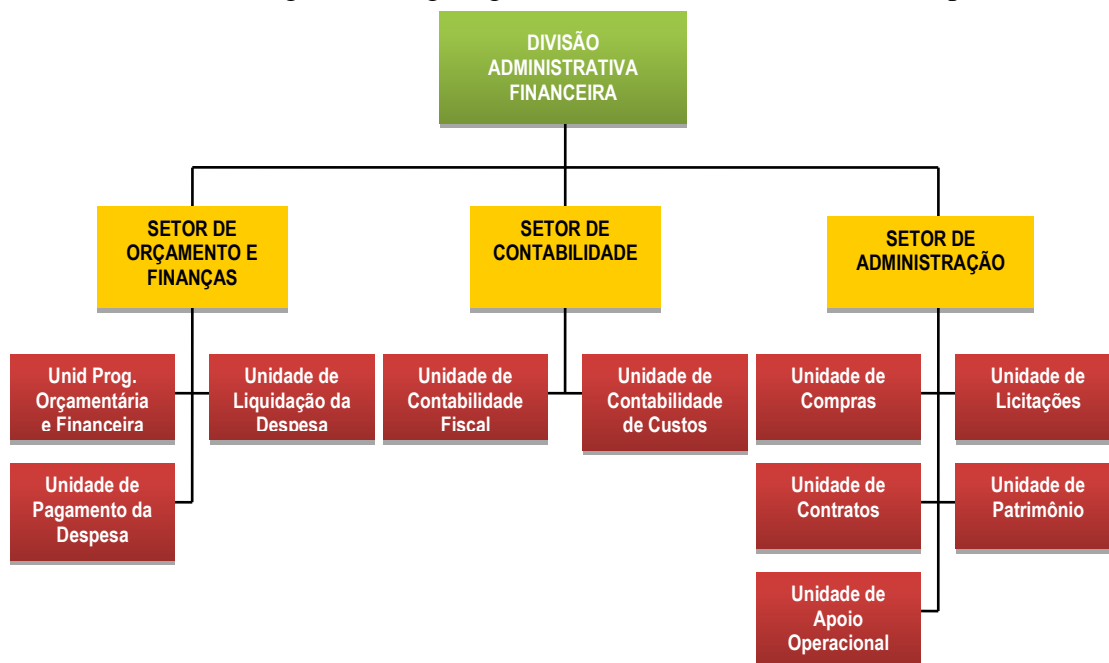 DIVISÃO
ADMINISTRATIVA
FINANCEIRA
SETOR DE
ORÇAMENTO E
FINANÇAS
SETOR DE
CONTABILIDADE
SETOR DE
ADMINISTRAÇÃO
Unid Prog.
Orçamentária
e Financeira
Unidade de
Liquidação da
Despesa
Unidade de
Contabilidade
Fiscal
Unidade de
Contabilidade
de Custos
Unidade de
Compras
Unidade de
Licitações
Unidade de
Pagamento da
Despesa
Unidade de
Contratos
Unidade de
Patrimônio
Unidade de
Apoio
Operacional